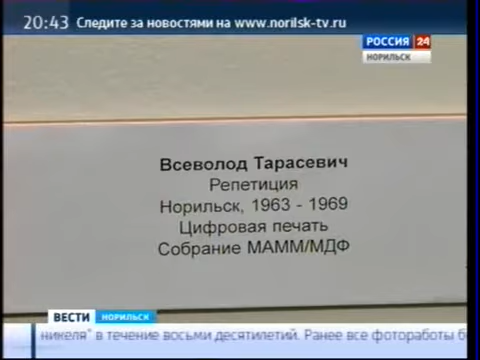 20:43 Следите за новостями на www.norilsk-tv.ru
РОССИЯ 24
НОРИЛЬСК
Всеволод Тарасевич
Репетиция
Норильск, 1963 - 1969
Цифровая печать
Собрание МАММ/МДФ
ВЕСТИ НОРИЛЬСК
никеля" в течение восьми десятилетий. Ранее все фотоработы б